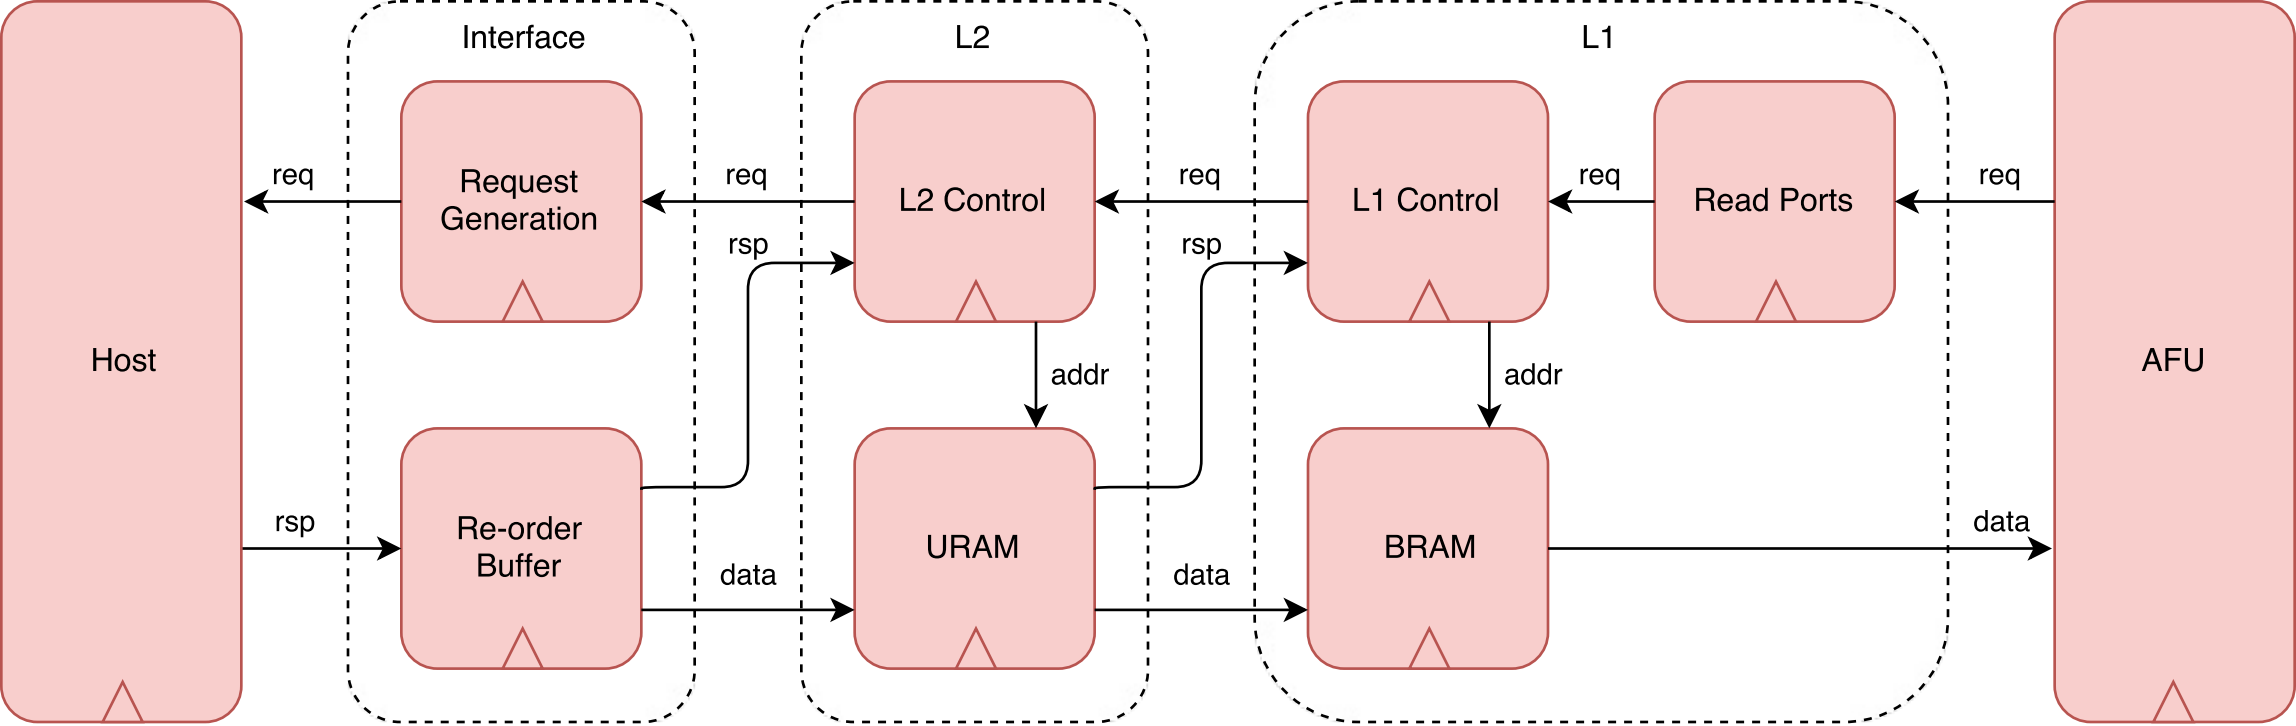 Interface
L2
L1
req
Request
Generation
req
L2 Control
req
L1 Control
req
Read Ports
req
rsp
rsp
Host
addr
addr
AFU
rsp
Re-order
Buffer
data
URAM
data
BRAM
data